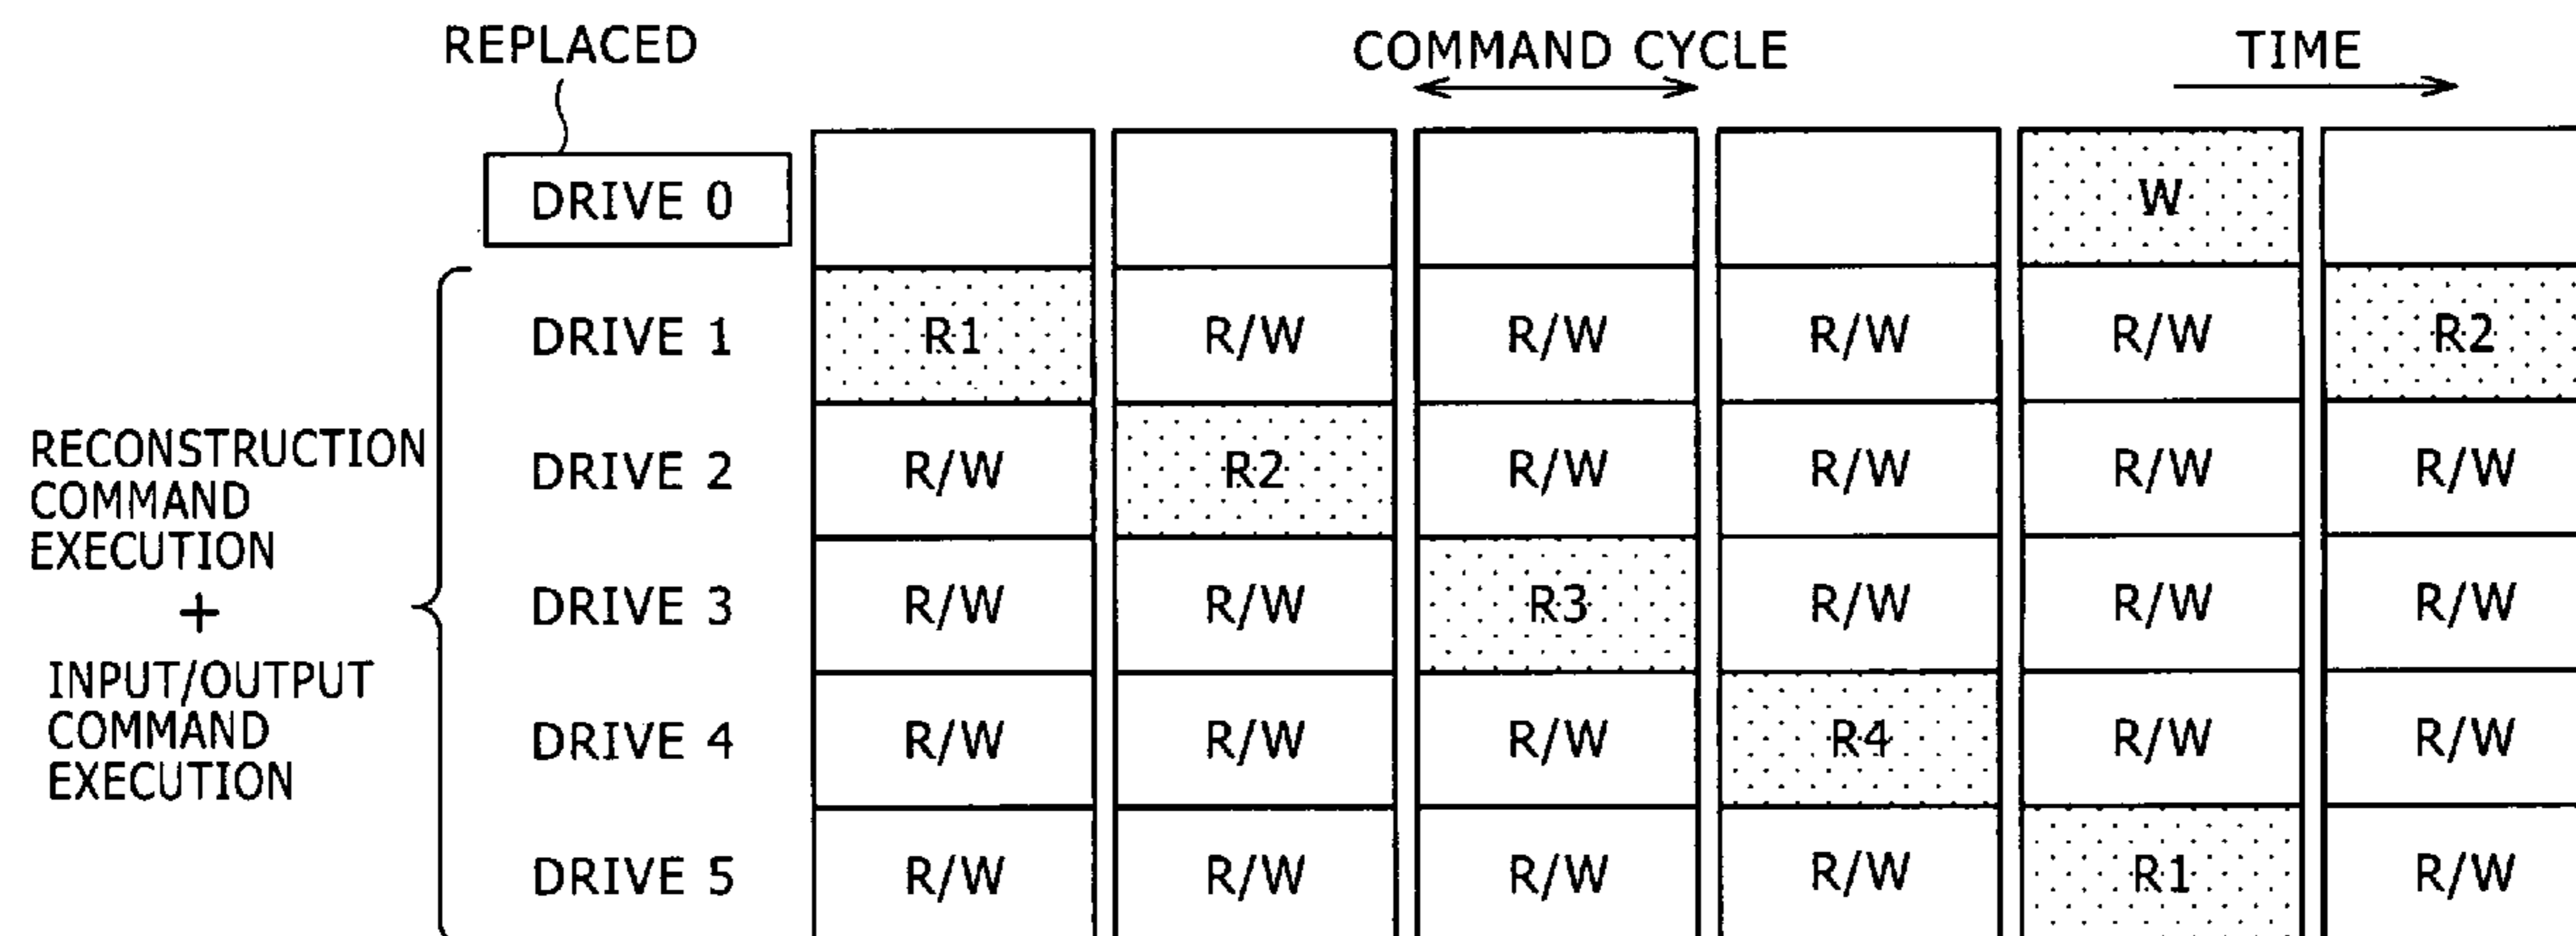 REPLACED
COMMAND CYCLE
TIME
DRIVE 0 W
DRIVE 1 R1 R/W R/W R/W R/W R2
DRIVE 2 R/W R2 R/W R/W R/W R/W
DRIVE 3 R/W R/W R3 R/W R/W R/W
DRIVE 4 R/W R/W R/W R4 R/W R/W
DRIVE 5 R/W R/W R/W R/W R1 R/W
RECONSTRUCTION
COMMAND
EXECUTION
+
INPUT/OUTPUT
COMMAND
EXECUTION